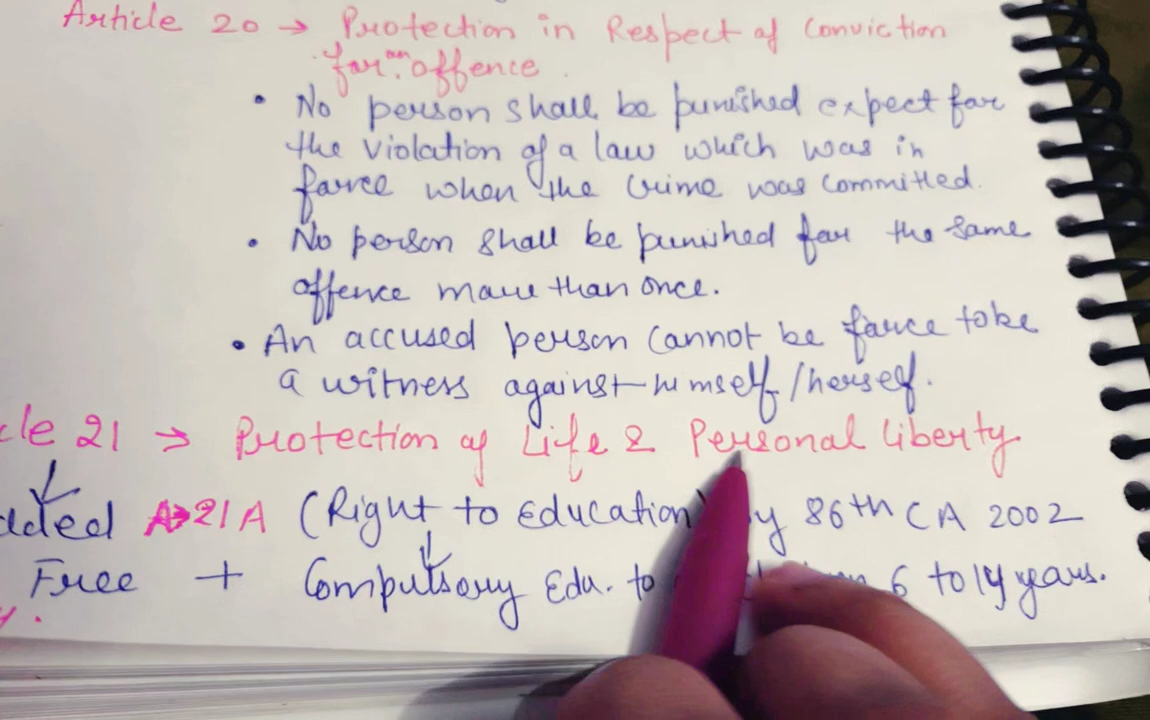 Article 20 → Protection in Respect of Conviction
for an offence.
• No person shall be punished expect for
the violation of a law which was in
force when the crime was committed.
• No person shall be punished for the same
offence more than once.
• An accused person cannot be force to be
a witness against himself/herself.
cle 21 → Protection of Life & Personal liberty
dded A→21A (Right to Education) by 86th CA 2002
Free + Compulsory Edu. to 6 to 14 years.